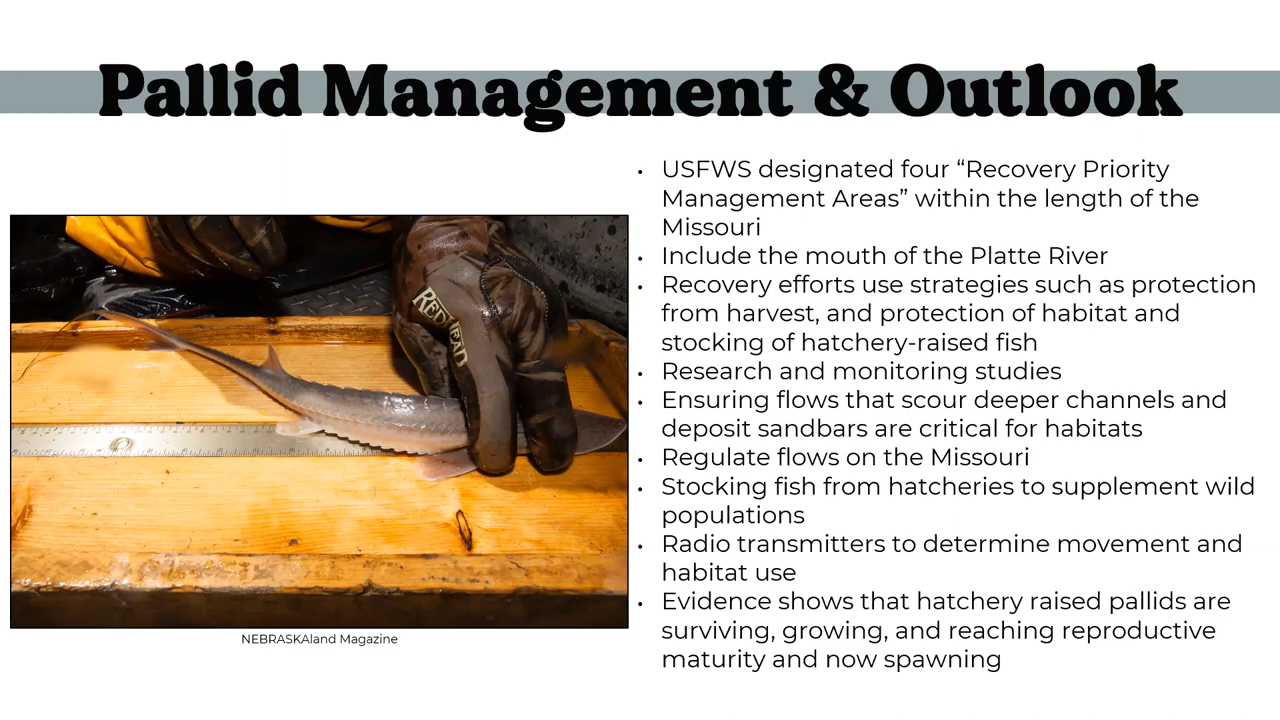 Pallid Management & Outlook
• USFWS designated four “Recovery Priority
Management Areas” within the length of the
Missouri
• Include the mouth of the Platte River
• Recovery efforts use strategies such as protection
from harvest, and protection of habitat and
stocking of hatchery-raised fish
• Research and monitoring studies
• Ensuring flows that scour deeper channels and
deposit sandbars are critical for habitats
• Regulate flows on the Missouri
• Stocking fish from hatcheries to supplement wild
populations
• Radio transmitters to determine movement and
habitat use
• Evidence shows that hatchery raised pallids are
surviving, growing, and reaching reproductive
maturity and now spawning
REDHEAD
NEBRASKAland Magazine